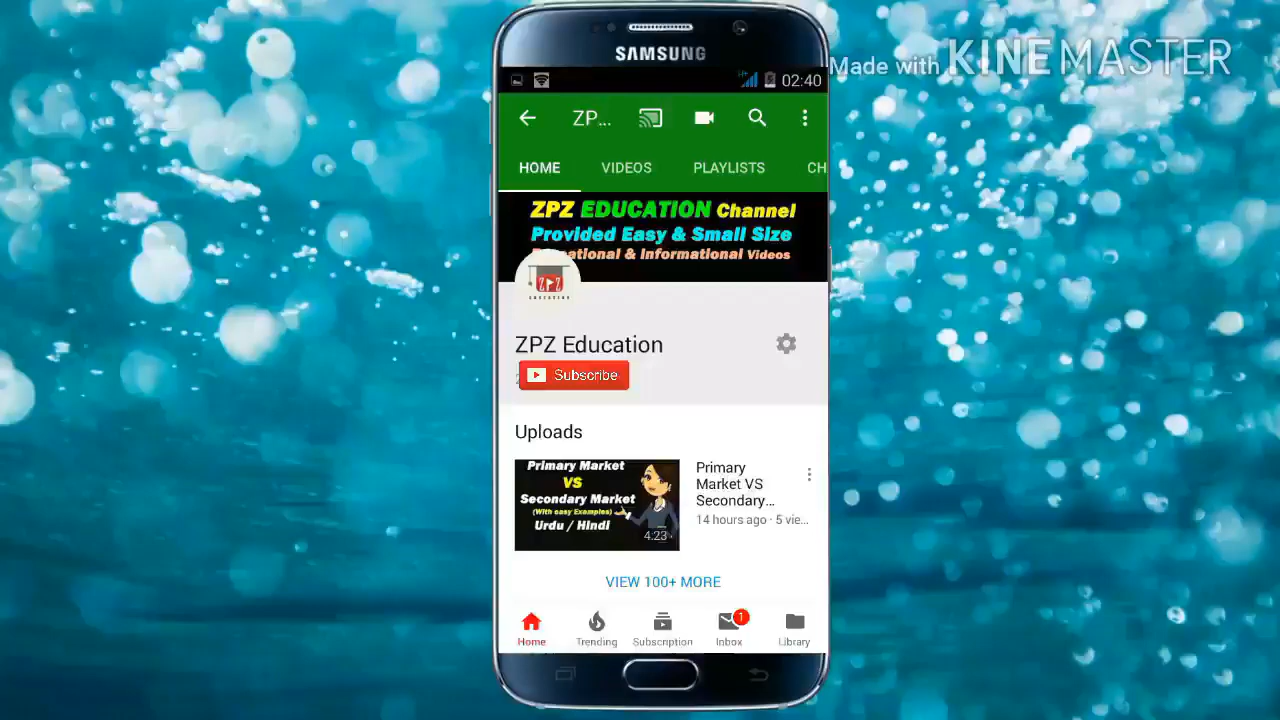 SAMSUNG
Made with KINEMASTER
02:40
ZP...
HOME VIDEOS PLAYLISTS CH
ZPZ EDUCATION Channel
Provided Easy & Small Size
& Informational Videos
ZPZ
EDUCATION
ZPZ Education
Subscribe
Uploads
Primary Market
VS
Secondary Market
(With easy Examples)
Urdu / Hindi
4:23
Primary
Market VS
Secondary...
14 hours ago · 5 vie...
VIEW 100+ MORE
1
Home Trending Subscription Inbox Library